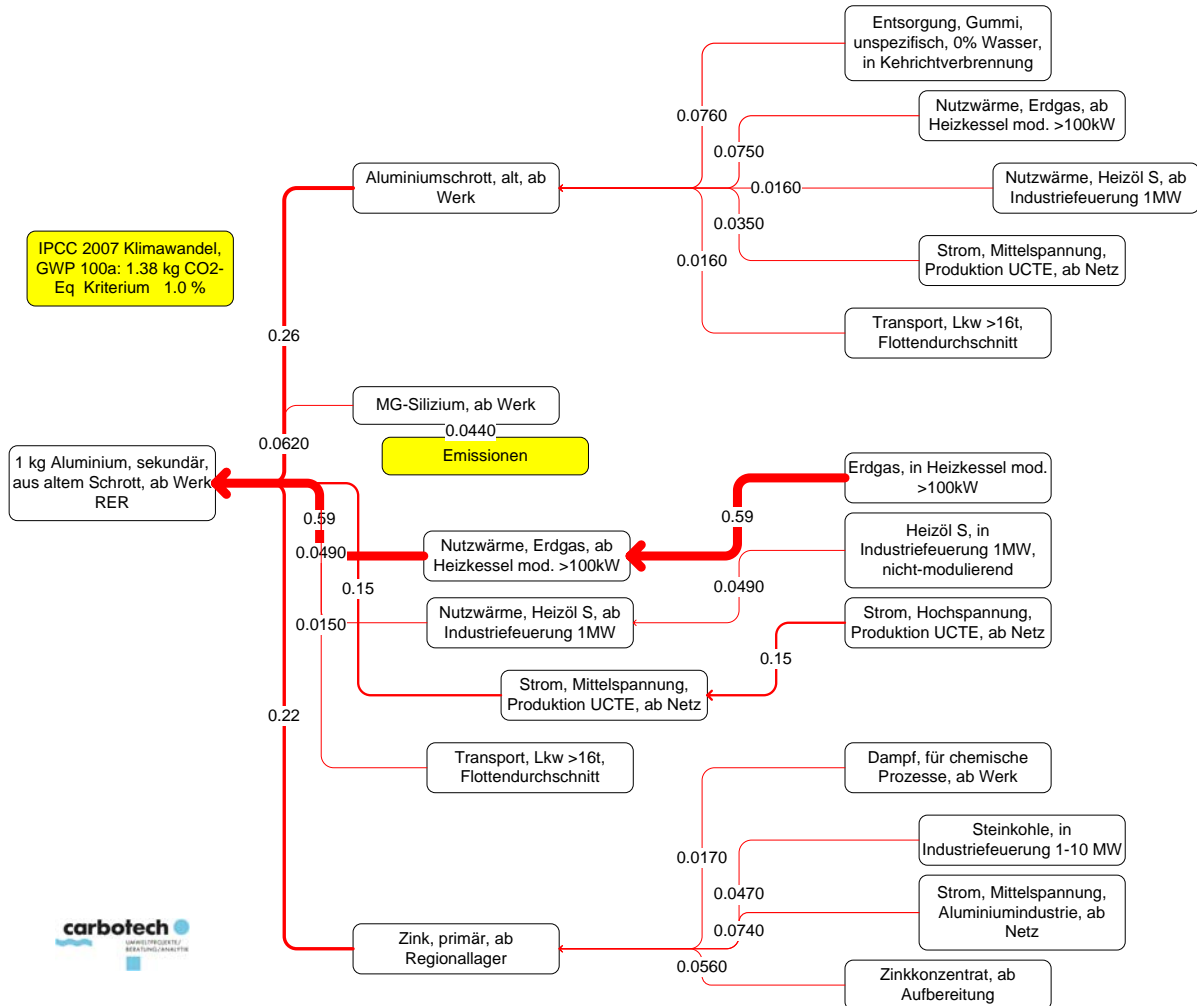 Entsorgung, Gummi,
unspezifisch, 0% Wasser,
in Kehrichtverbrennung
0.0760
Nutzwärme, Erdgas, ab
Heizkessel mod. >100kW
0.0750
Aluminiumschrott, alt, ab
Werk
0.0160
Nutzwärme, Heizöl S, ab
Industriefeuerung 1MW
0.0350
IPCC 2007 Klimawandel,
GWP 100a: 1.38 kg CO2-
Eq Kriterium 1.0 %
Strom, Mittelspannung,
Produktion UCTE, ab Netz
0.0160
Transport, Lkw >16t,
Flottendurchschnitt
0.26
MG-Silizium, ab Werk
0.0440
Emissionen
0.0620
1 kg Aluminium, sekundär,
aus altem Schrott, ab Werk
RER
Erdgas, in Heizkessel mod.
>100kW
0.59
0.59
0.0490
Nutzwärme, Erdgas, ab
Heizkessel mod. >100kW
Heizöl S, in
Industriefeuerung 1MW,
nicht-modulierend
0.15
0.0490
0.0150
Nutzwärme, Heizöl S, ab
Industriefeuerung 1MW
Strom, Hochspannung,
Produktion UCTE, ab Netz
0.15
Strom, Mittelspannung,
Produktion UCTE, ab Netz
0.22
Transport, Lkw >16t,
Flottendurchschnitt
Dampf, für chemische
Prozesse, ab Werk
0.0170
Steinkohle, in
Industriefeuerung 1-10 MW
0.0470
Strom, Mittelspannung,
Aluminiumindustrie, ab
Netz
0.0740
Zink, primär, ab
Regionallager
0.0560
Zinkkonzentrat, ab
Aufbereitung
carbotech
UMWELTPROJEKTE/
BERATUNG/ANALYTIK